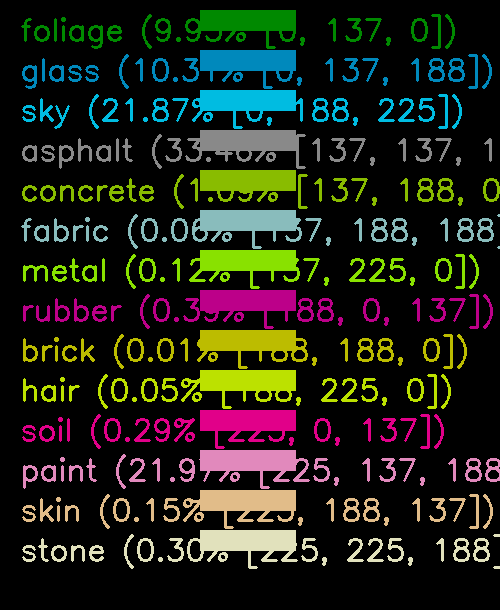 foliage (9.93% [0, 137, 0])
glass (10.31% [0, 137, 188])
sky (21.87% [0, 188, 225])
asphalt (33.46% [137, 137, 1
concrete (1.09% [137, 188, 0
fabric (0.06% [137, 188, 188]
metal (0.12% [137, 225, 0])
rubber (0.39% [188, 0, 137])
brick (0.01% [188, 188, 0])
hair (0.05% [188, 225, 0])
soil (0.29% [225, 0, 137])
paint (21.97% [225, 137, 188
skin (0.15% [225, 188, 137])
stone (0.30% [225, 225, 188]